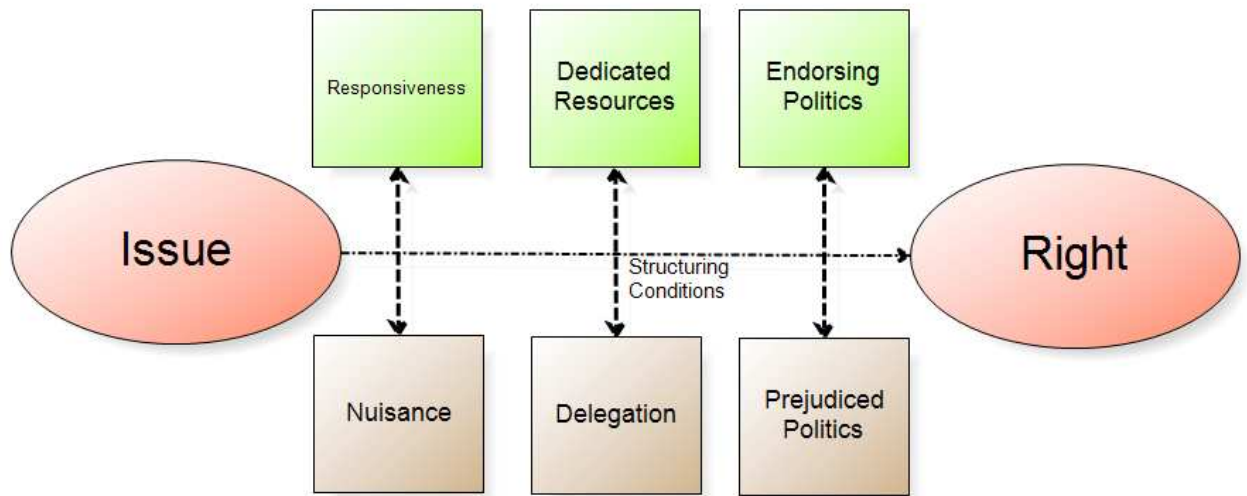 Responsiveness
Dedicated
Resources
Endorsing
Politics
Issue
Structuring
Conditions
Right
Nuisance
Delegation
Prejudiced
Politics